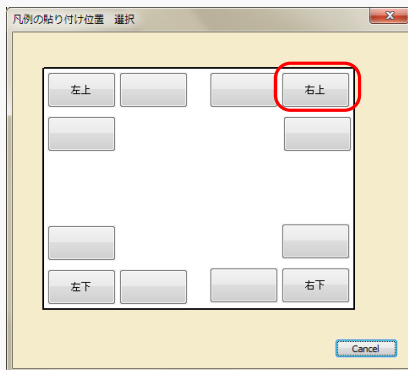 凡例の貼り付け位置　選択
左上
右上
左下
右下
Cancel